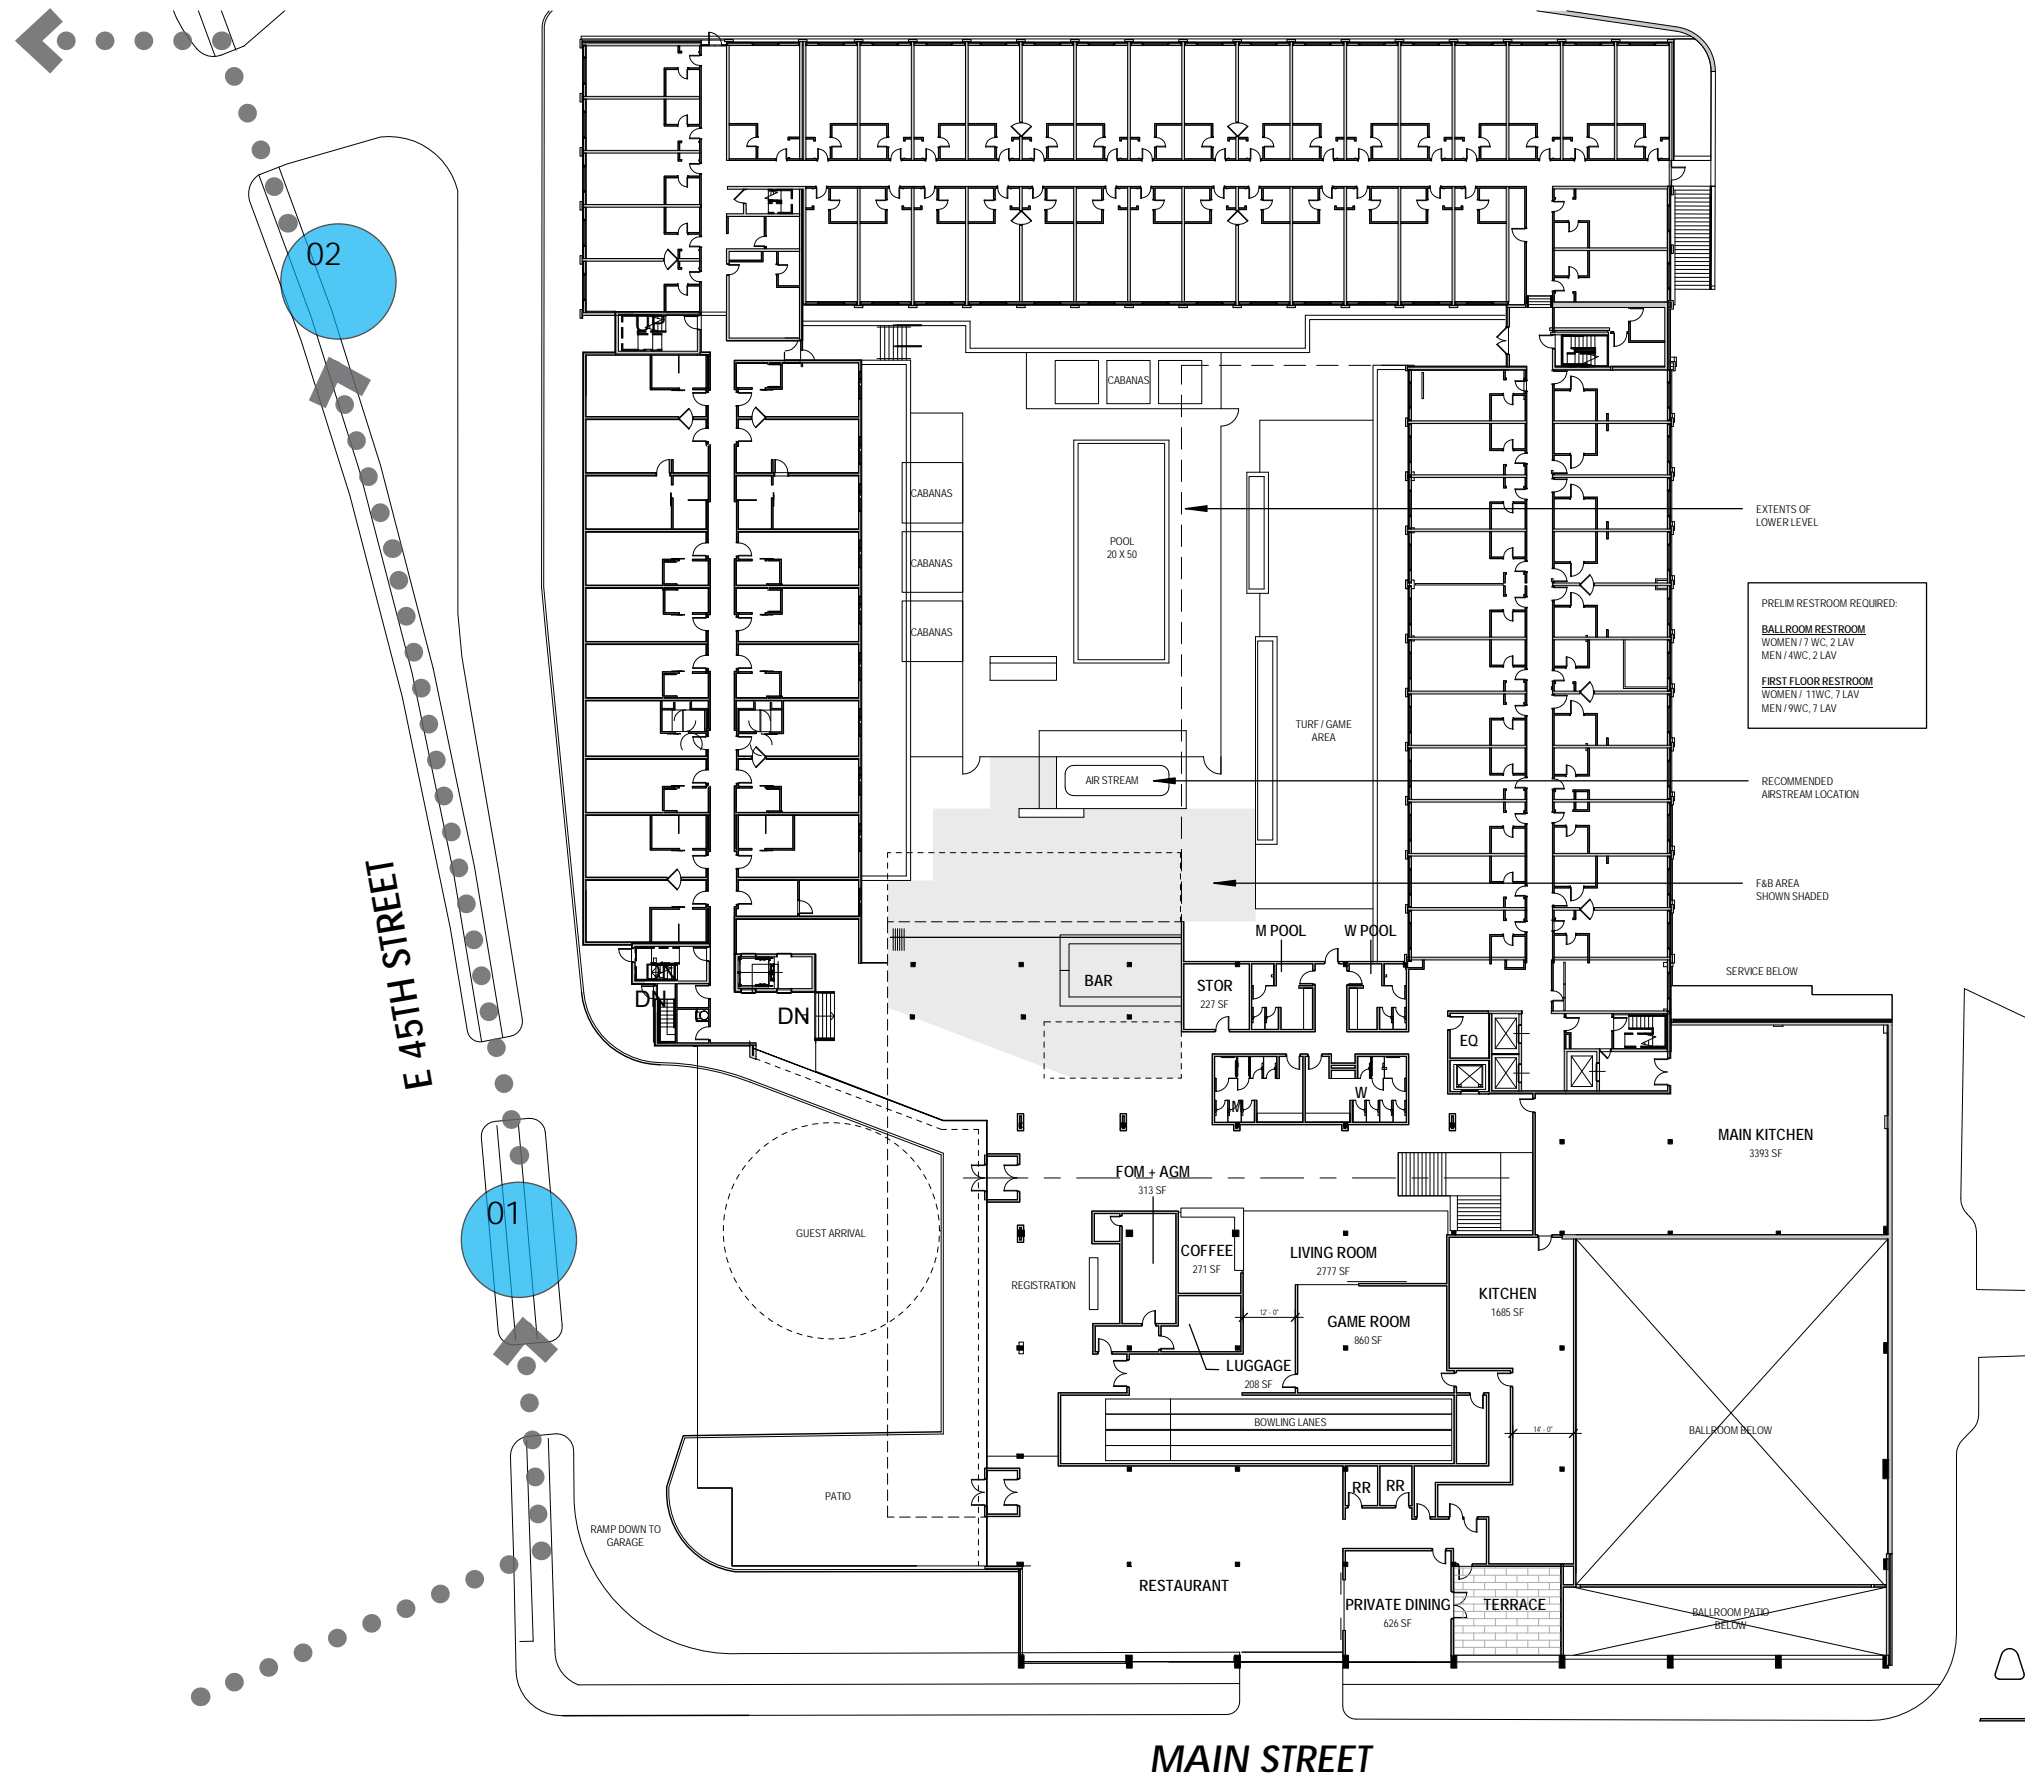 02
CABANAS
CABANAS
CABANAS
CABANAS
POOL
20 X 50
EXTENTS OF
LOWER LEVEL
PRELIM RESTROOM REQUIRED:
BALLROOM RESTROOM
WOMEN / 7 WC, 2 LAV
MEN / 4WC, 2 LAV
FIRST FLOOR RESTROOM
WOMEN / 11WC, 7 LAV
MEN / 9WC, 7 LAV
TURF / GAME
AREA
AIR STREAM
RECOMMENDED
AIRSTREAM LOCATION
F&B AREA
SHOWN SHADED
E 45TH STREET
M POOL
W POOL
SERVICE BELOW
BAR
STOR
227 SF
DN
DN
DN
EQ
M
W
MAIN KITCHEN
3393 SF
FOM + AGM
313 SF
01
GUEST ARRIVAL
COFFEE
271 SF
LIVING ROOM
2777 SF
REGISTRATION
KITCHEN
1685 SF
12' - 0"
GAME ROOM
860 SF
LUGGAGE
208 SF
BOWLING LANES
14' - 0"
BALLROOM BELOW
RR
RR
PATIO
RAMP DOWN TO
GARAGE
RESTAURANT
PRIVATE DINING
626 SF
TERRACE
BALLROOM PATIO
BELOW
MAIN STREET